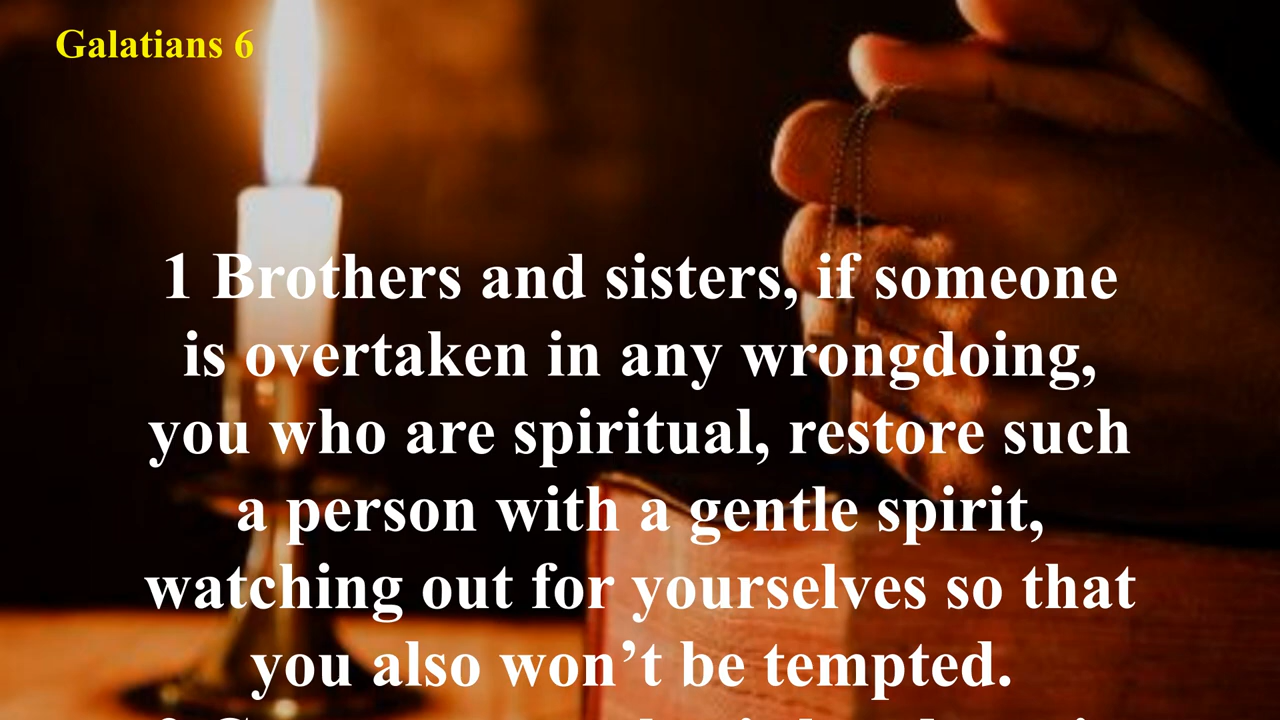 Galatians 6
1 Brothers and sisters, if someone
is overtaken in any wrongdoing,
you who are spiritual, restore such
a person with a gentle spirit,
watching out for yourselves so that
you also won’t be tempted.